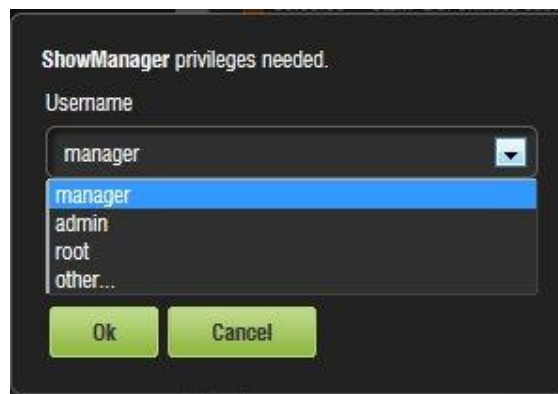 ShowManager privileges needed.
Username
manager
manager
admin
root
other...
Ok
Cancel